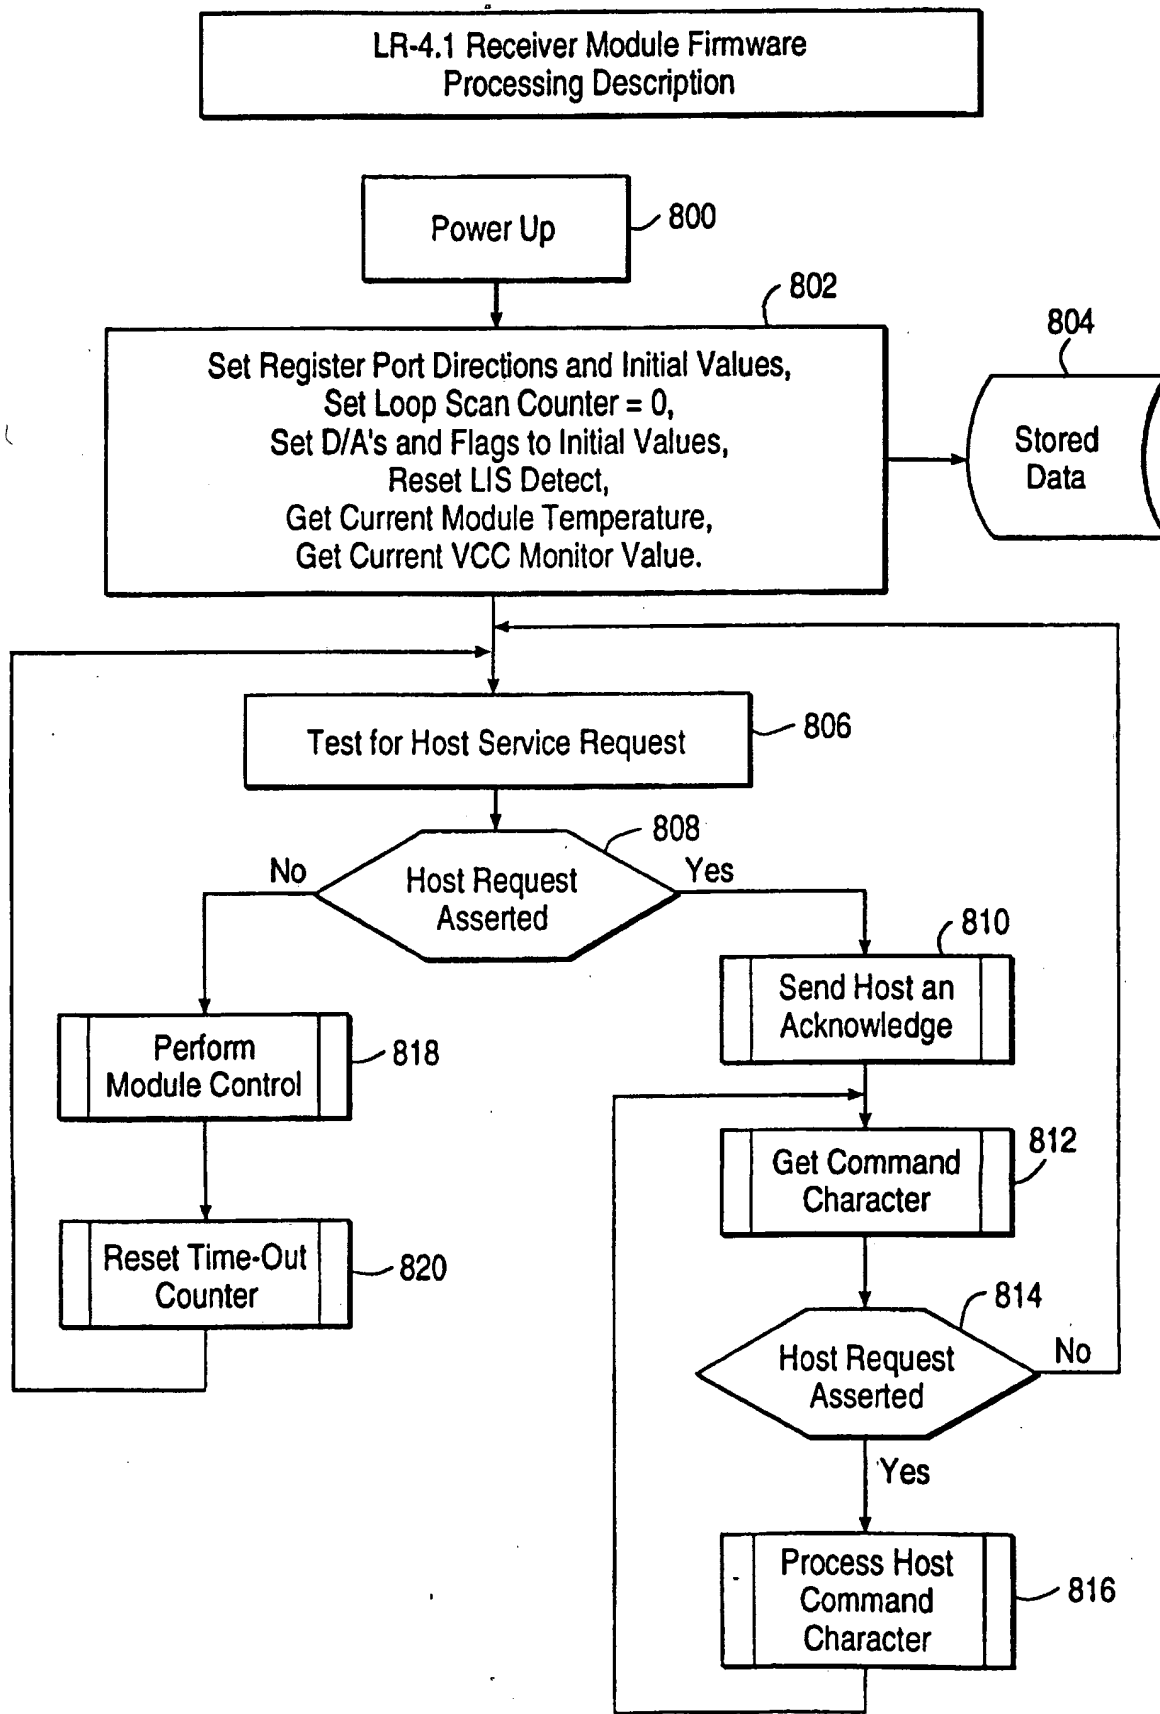 LR-4.1 Receiver Module Firmware
Processing Description
Power Up
800
802
Set Register Port Directions and Initial Values,
Set Loop Scan Counter = 0,
Set D/A's and Flags to Initial Values,
Reset LIS Detect,
Get Current Module Temperature,
Get Current VCC Monitor Value.
804
Stored
Data
Test for Host Service Request
806
808
Host Request
Asserted
No
Yes
810
Send Host an
Acknowledge
Perform
Module Control
818
Get Command
Character
812
Reset Time-Out
Counter
820
814
Host Request
Asserted
No
Yes
Process Host
Command
Character
816